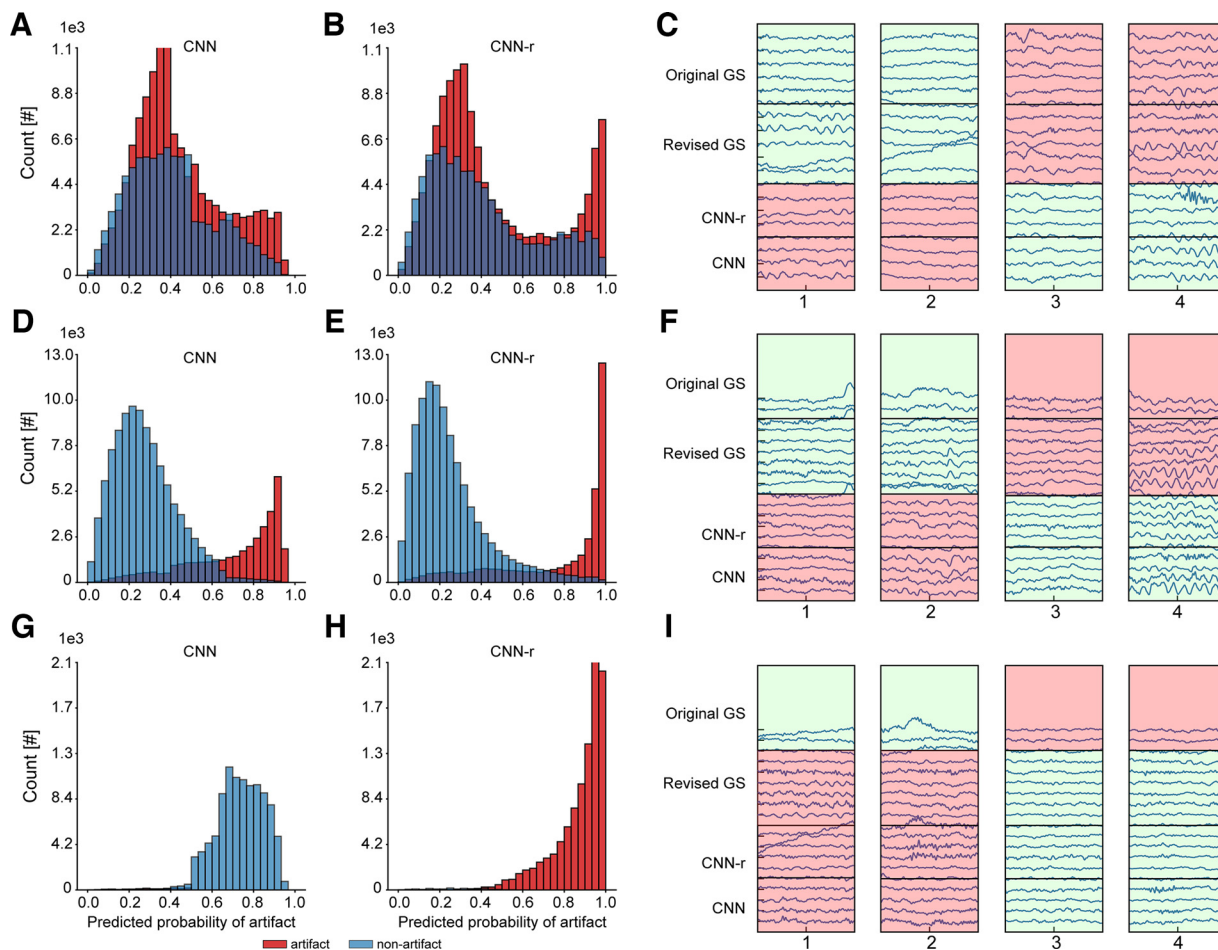 A
1e3
CNN
1.1
8.8
6.6
4.4
2.2
0
Count [#]
0.0 0.2 0.4 0.6 0.8 1.0
B
1e3
CNN-r
1.1
8.8
6.6
4.4
2.2
0
0.0 0.2 0.4 0.6 0.8 1.0
C
Original GS
Revised GS
CNN-r
CNN
1 2 3 4
D
1e3
CNN
13.0
10.0
7.8
5.2
2.6
0
Count [#]
0.0 0.2 0.4 0.6 0.8 1.0
E
1e3
CNN-r
13.0
10.0
7.8
5.2
2.6
0
0.0 0.2 0.4 0.6 0.8 1.0
F
Original GS
Revised GS
CNN-r
CNN
1 2 3 4
G
1e3
CNN
2.1
1.7
1.3
8.4
4.2
0
Count [#]
0.0 0.2 0.4 0.6 0.8 1.0
Predicted probability of artifact
H
1e3
CNN-r
2.1
1.7
1.3
8.4
4.2
0
0.0 0.2 0.4 0.6 0.8 1.0
Predicted probability of artifact
I
Original GS
Revised GS
CNN-r
CNN
1 2 3 4
artifact non-artifact